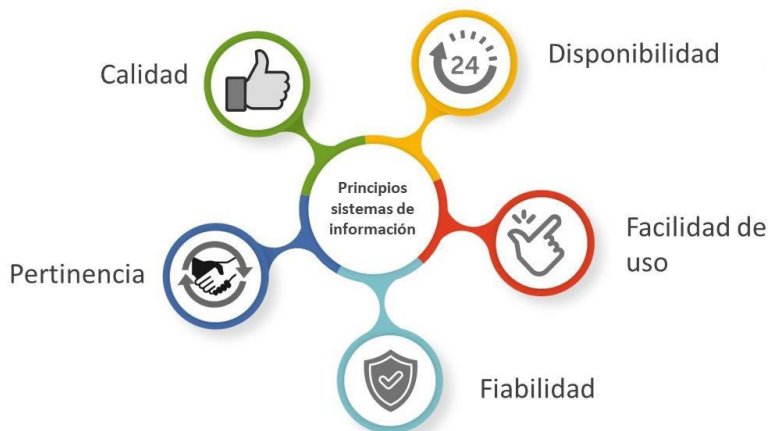 Calidad
24
Disponibilidad
Principios
sistemas de
información
Pertinencia
Facilidad de
uso
Fiabilidad